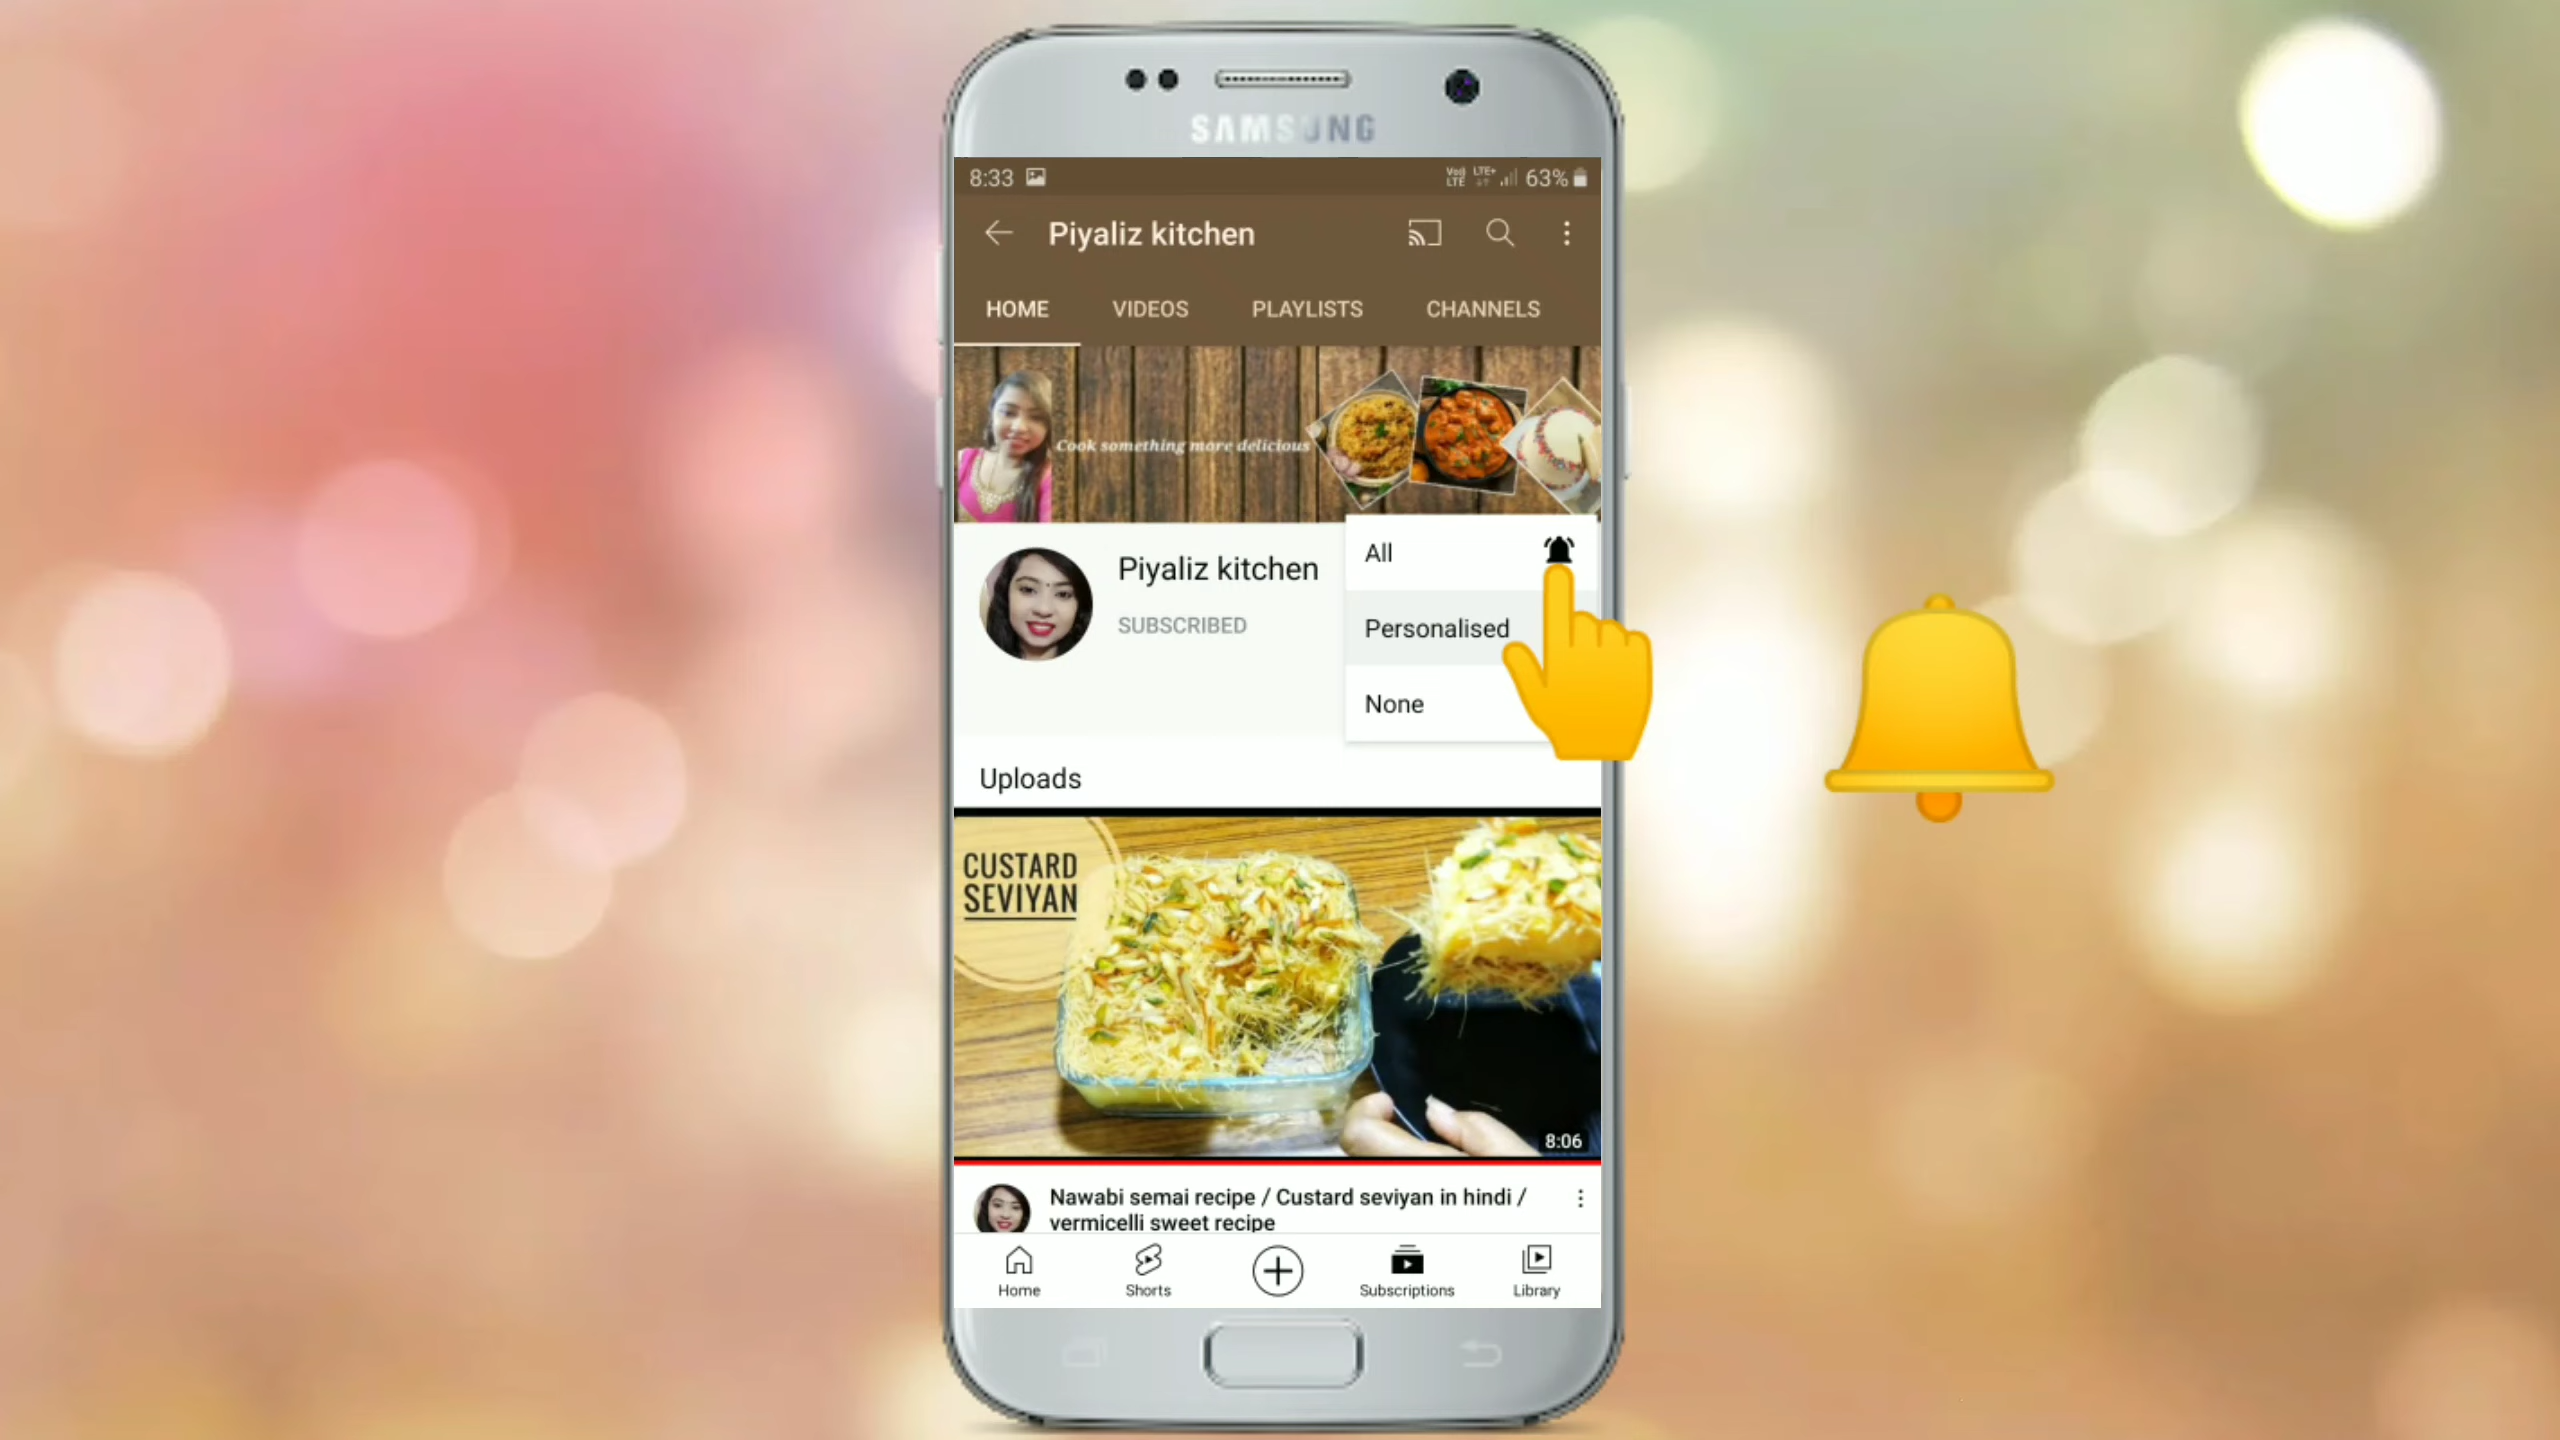 SAMSUNG
8:33
VoLTE LTE+ 63%
Piyaliz kitchen
HOME VIDEOS PLAYLISTS CHANNELS
Cook something more delicious
Piyaliz kitchen
SUBSCRIBED
All
Personalised
None
Uploads
CUSTARD
SEVIYAN
8:06
Nawabi semai recipe / Custard seviyan in hindi /
vermicelli sweet recipe
Home Shorts Subscriptions Library